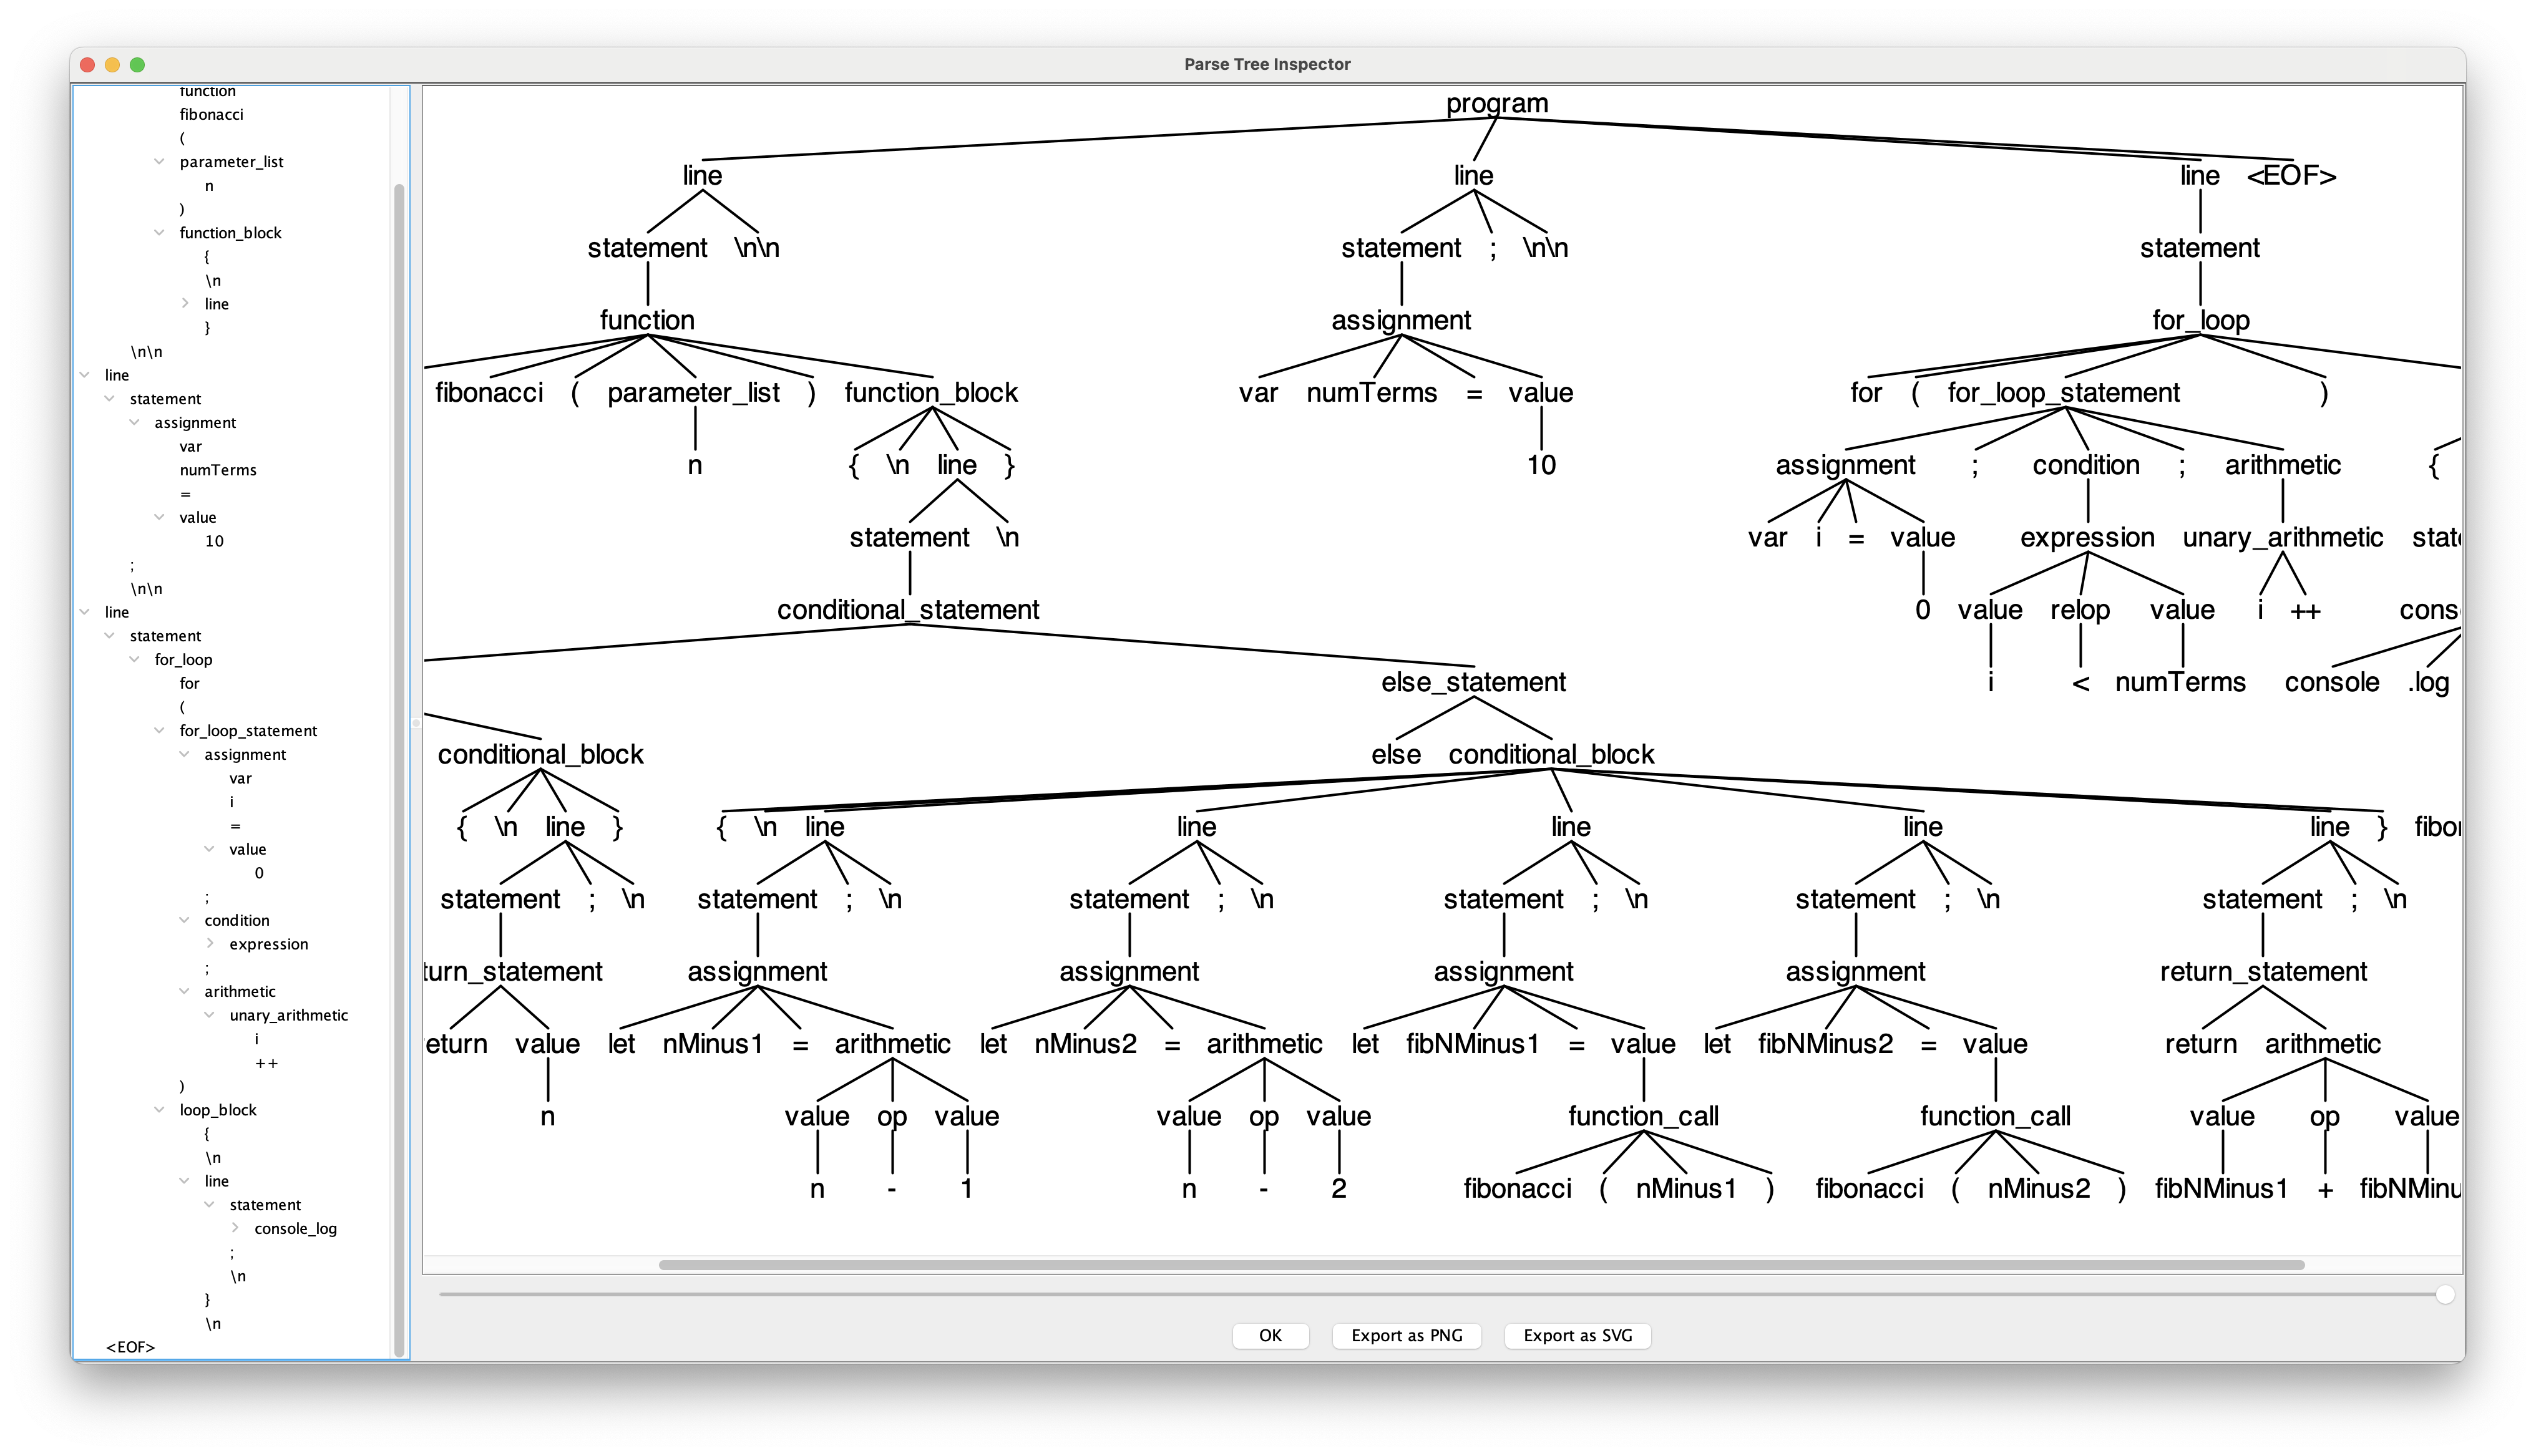 Parse Tree Inspector
function
fibonacci
(
parameter_list
n
)
function_block
{
\n
line
}
\n\n
line
statement
assignment
var
numTerms
=
value
10
;
\n\n
line
statement
for_loop
for
(
for_loop_statement
assignment
var
i
=
value
0
;
condition
expression
;
arithmetic
unary_arithmetic
i
++
)
loop_block
{
\n
line
statement
console_log
;
\n
}
\n
<EOF>
program
line line line <EOF>
statement \n\n statement ; \n\n statement
function assignment for_loop
fibonacci ( parameter_list ) function_block var numTerms = value for ( for_loop_statement )
n { \n line } 10 assignment ; condition ; arithmetic {
statement \n var i = value expression unary_arithmetic state
conditional_statement 0 value relop value i ++ conso
else_statement i < numTerms console .log
conditional_block else conditional_block
{ \n line } { \n line line line line line } fibon
statement ; \n statement ; \n statement ; \n statement ; \n statement ; \n statement ; \n
turn_statement assignment assignment assignment assignment return_statement
eturn value let nMinus1 = arithmetic let nMinus2 = arithmetic let fibNMinus1 = value let fibNMinus2 = value return arithmetic
n value op value value op value function_call function_call value op value
n - 1 n - 2 fibonacci ( nMinus1 ) fibonacci ( nMinus2 ) fibNMinus1 + fibNMinu
OK Export as PNG Export as SVG